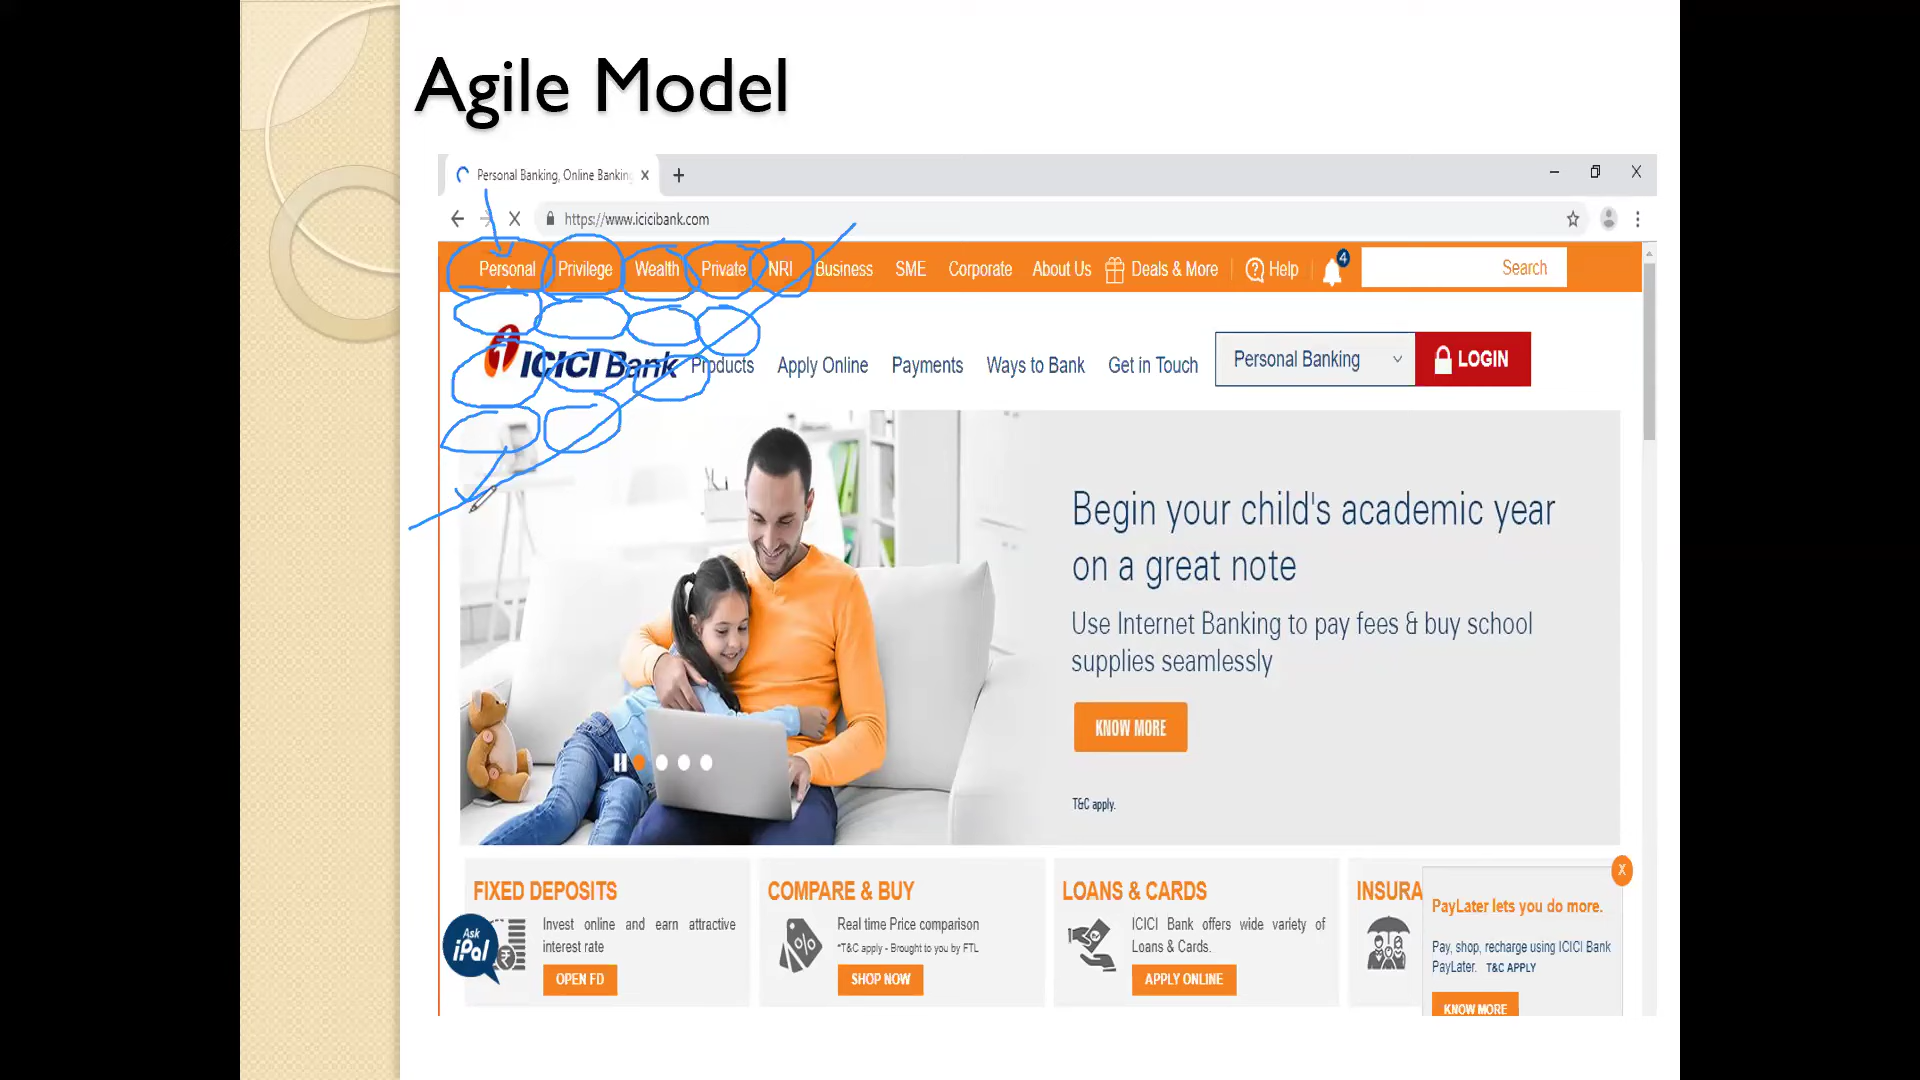 Agile Model
Personal Banking, Online Banking
https://www.icicibank.com
Personal Privilege Wealth Private NRI Business SME Corporate About Us Deals & More Help 4 Search
ICICI Bank Products Apply Online Payments Ways to Bank Get in Touch Personal Banking LOGIN
Begin your child's academic year
on a great note
Use Internet Banking to pay fees & buy school
supplies seamlessly
KNOW MORE
T&C apply.
FIXED DEPOSITS
Invest online and earn attractive
interest rate
OPEN FD
Ask
iPal
COMPARE & BUY
Real time Price comparison
*T&C apply - Brought to you by FTL
SHOP NOW
LOANS & CARDS
ICICI Bank offers wide variety of
Loans & Cards.
APPLY ONLINE
INSURA
X
PayLater lets you do more.
Pay, shop, recharge using ICICI Bank
PayLater. T&C APPLY
KNOW MORE